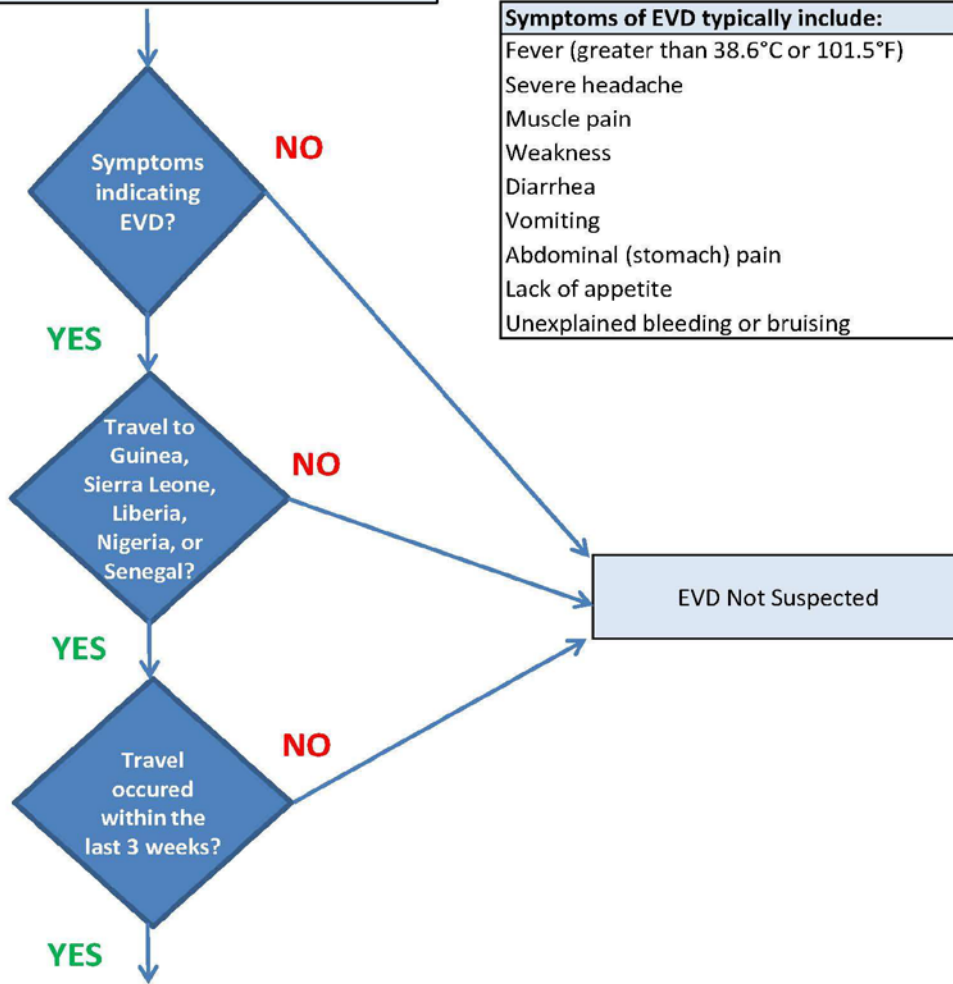 Symptoms of EVD typically include:
Fever (greater than 38.6°C or 101.5°F)
Severe headache
Muscle pain
Weakness
Diarrhea
Vomiting
Abdominal (stomach) pain
Lack of appetite
Unexplained bleeding or bruising
Symptoms
indicating
EVD?
NO
YES
Travel to
Guinea,
Sierra Leone,
Liberia,
Nigeria, or
Senegal?
NO
EVD Not Suspected
YES
Travel
occured
within the
last 3 weeks?
NO
YES